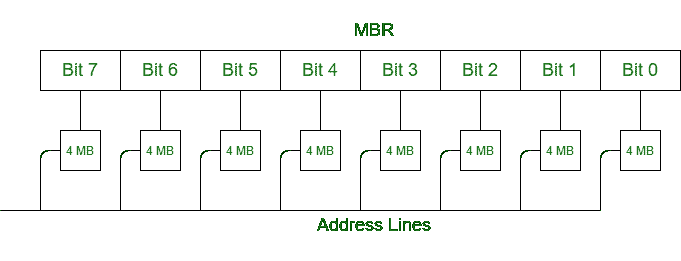 MBR
Bit 7 Bit 6 Bit 5 Bit 4 Bit 3 Bit 2 Bit 1 Bit 0
4 MB 4 MB 4 MB 4 MB 4 MB 4 MB 4 MB 4 MB
Address Lines